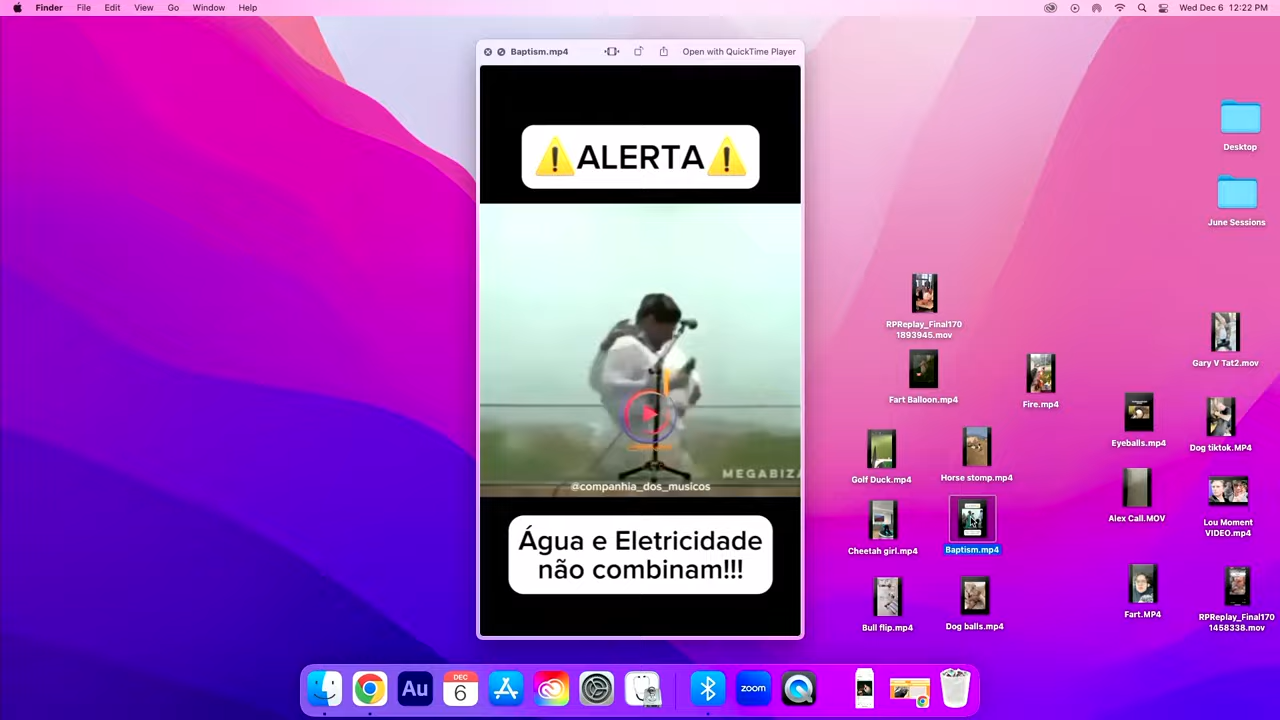 Finder File Edit View Go Window Help Wed Dec 6 12:22 PM
Baptism.mp4 Open with QuickTime Player
⚠️ALERTA⚠️
MEGABIZA
@companhia_dos_musicos
Água e Eletricidade
não combinam!!!
Desktop
June Sessions
RPReplay_Final170
1893945.mov
Gary V Tat2.mov
Fart Balloon.mp4
Fire.mp4
Eyeballs.mp4
Dog tiktok.MP4
Golf Duck.mp4
Horse stomp.mp4
Alex Cali.MOV
Lou Moment
VIDEO.mp4
Cheetah girl.mp4
Baptism.mp4
Bull flip.mp4
Dog balls.mp4
Fart.MP4
RPReplay_Final170
1458338.mov
Au
DEC
6
zoom